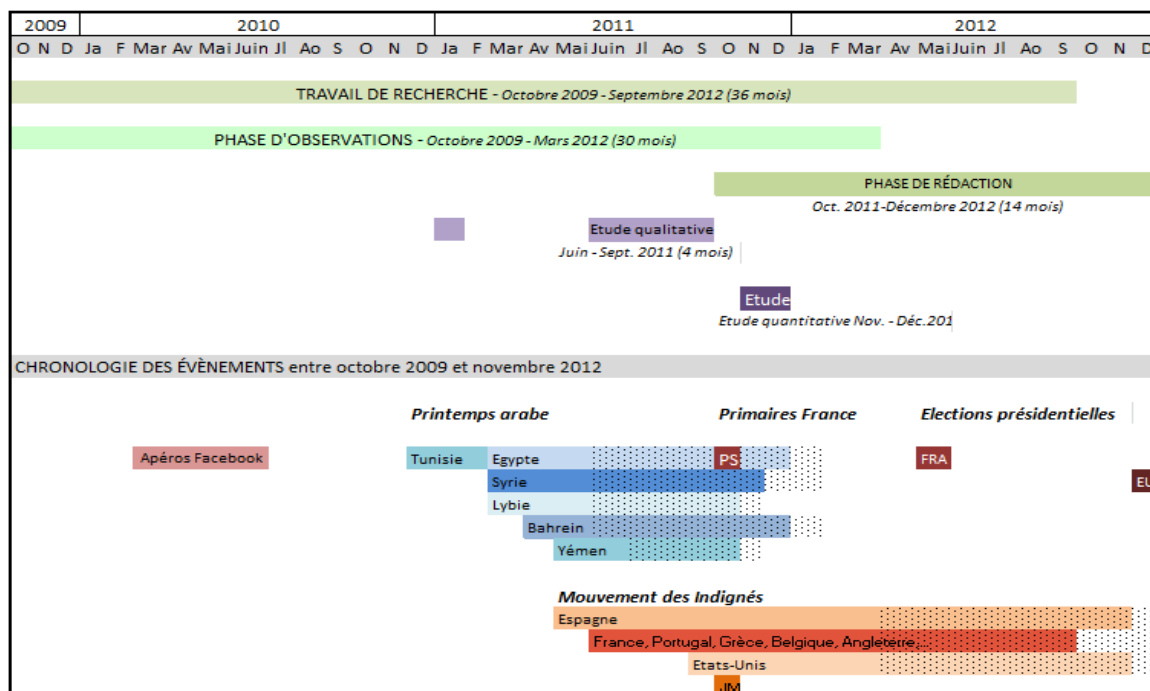 2009 2010 2011 2012
O N D Ja F Mar Av Mai Juin Jl Ao S O N D Ja F Mar Av Mai Juin Jl Ao S O N D Ja F Mar Av Mai Juin Jl Ao S O N D
TRAVAIL DE RECHERCHE - Octobre 2009 - Septembre 2012 (36 mois)
PHASE D'OBSERVATIONS - Octobre 2009 - Mars 2012 (30 mois)
PHASE DE RÉDACTION
Oct. 2011-Décembre 2012 (14 mois)
Etude qualitative
Juin - Sept. 2011 (4 mois)
Etude
Etude quantitative Nov. - Déc.201
CHRONOLOGIE DES ÉVÈNEMENTS entre octobre 2009 et novembre 2012
Printemps arabe Primaires France Elections présidentielles
Apéros Facebook Tunisie Egypte PS FRA
Syrie EU
Lybie
Bahrein
Yémen
Mouvement des Indignés
Espagne
France, Portugal, Grèce, Belgique, Angleterre,...
Etats-Unis
JM